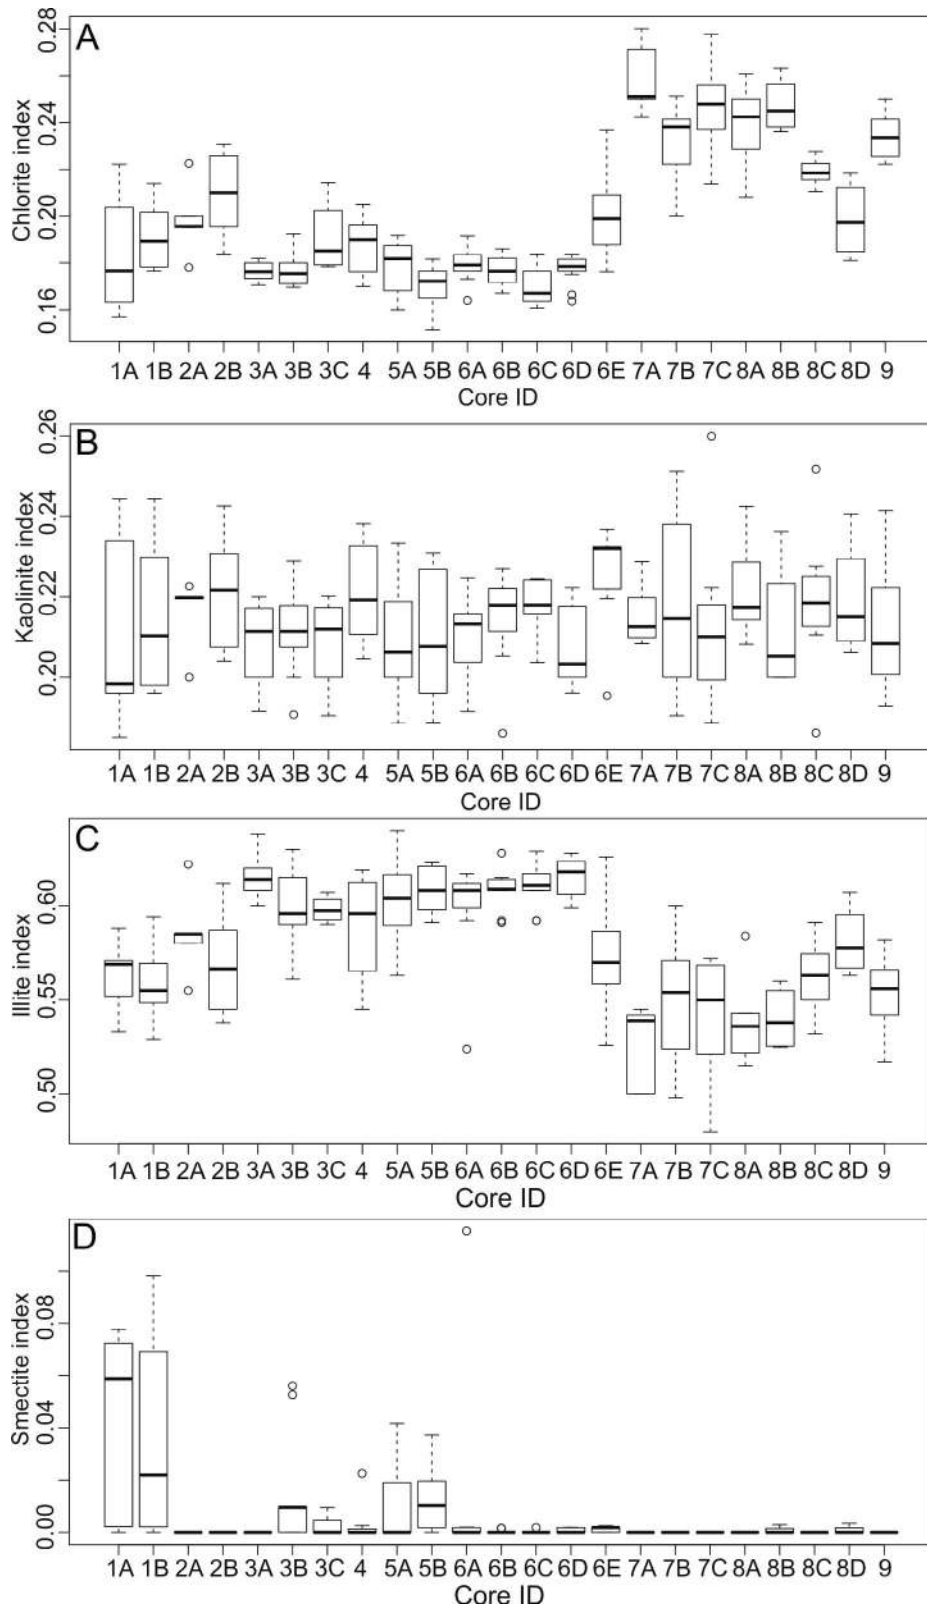 A
Chlorite index
0.28
0.24
0.20
0.16
1A 1B 2A 2B 3A 3B 3C 4 5A 5B 6A 6B 6C 6D 6E 7A 7B 7C 8A 8B 8C 8D 9
Core ID
B
Kaolinite index
0.26
0.24
0.22
0.20
1A 1B 2A 2B 3A 3B 3C 4 5A 5B 6A 6B 6C 6D 6E 7A 7B 7C 8A 8B 8C 8D 9
Core ID
C
Illite index
0.60
0.55
0.50
1A 1B 2A 2B 3A 3B 3C 4 5A 5B 6A 6B 6C 6D 6E 7A 7B 7C 8A 8B 8C 8D 9
Core ID
D
Smectite index
0.08
0.04
0.00
1A 1B 2A 2B 3A 3B 3C 4 5A 5B 6A 6B 6C 6D 6E 7A 7B 7C 8A 8B 8C 8D 9
Core ID